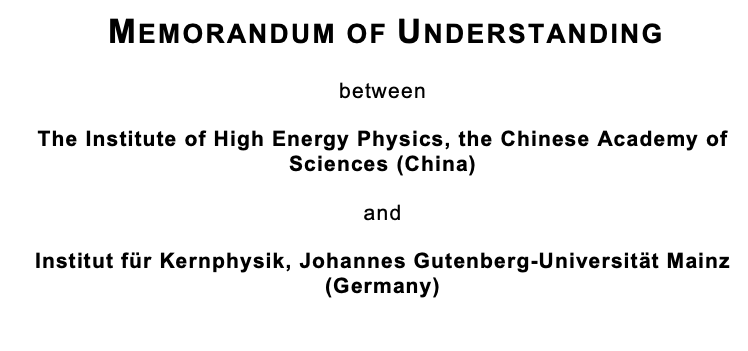 MEMORANDUM OF UNDERSTANDING
between
The Institute of High Energy Physics, the Chinese Academy of
Sciences (China)
and
Institut für Kernphysik, Johannes Gutenberg-Universität Mainz
(Germany)